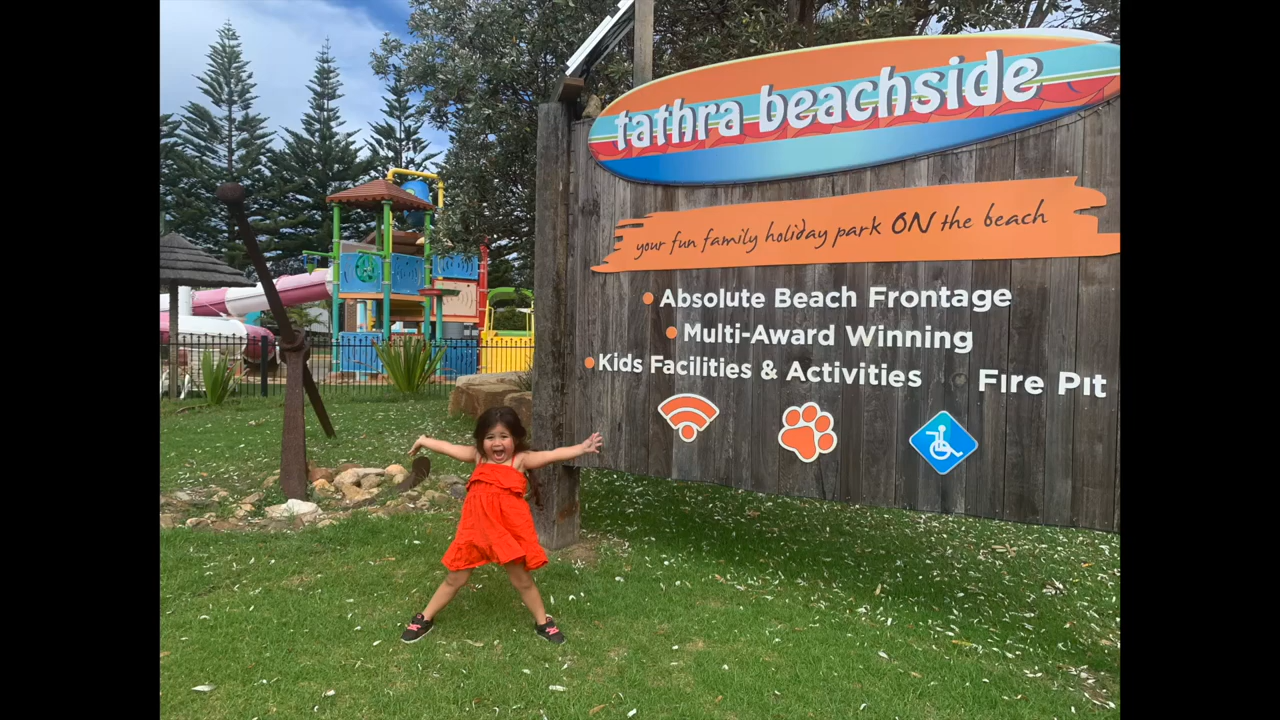 tathra beachside
your fun family holiday park ON the beach
Absolute Beach Frontage
Multi-Award Winning
Kids Facilities & Activities
Fire Pit